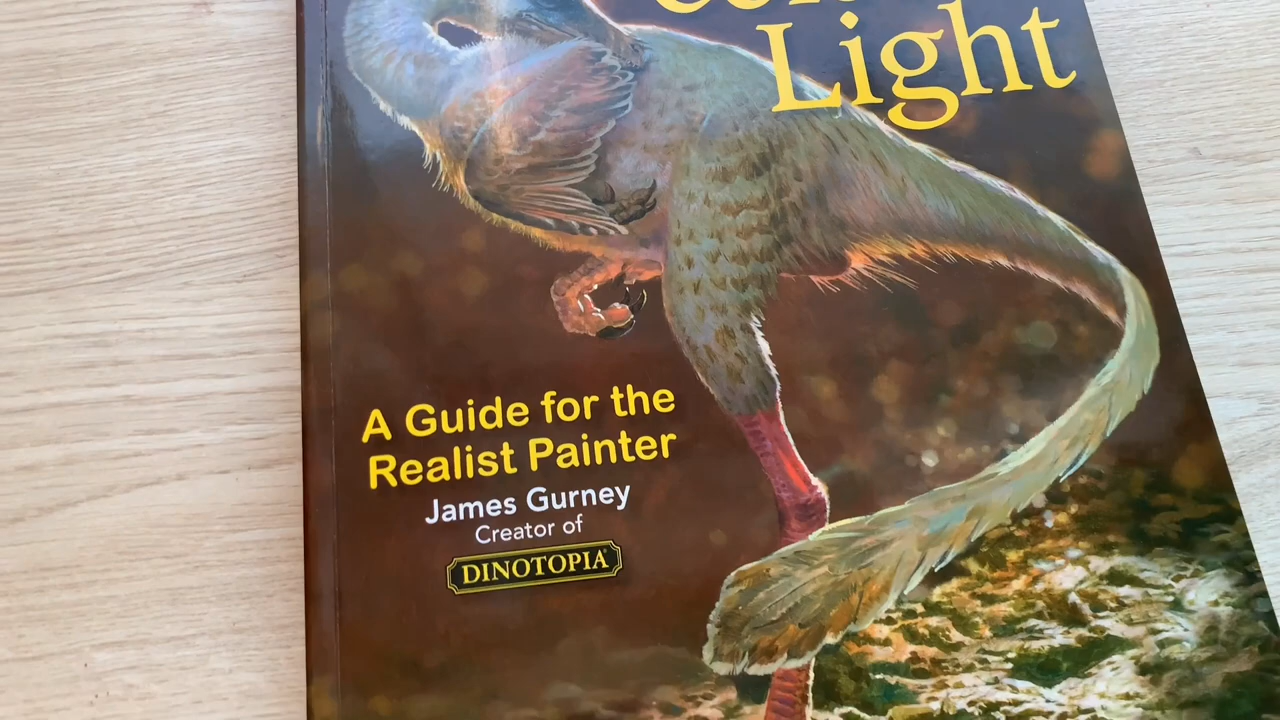 Light
A Guide for the
Realist Painter
James Gurney
Creator of
DINOTOPIA